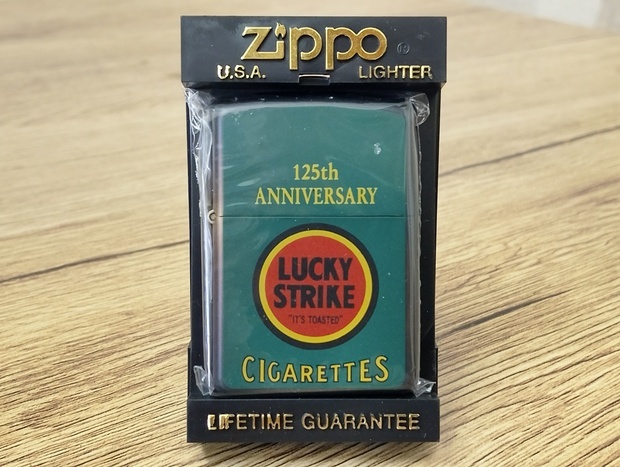 Zippo®
U.S.A. LIGHTER
125th
ANNIVERSARY
LUCKY
STRIKE
"IT'S TOASTED"
CIGARETTES
LIFETIME GUARANTEE